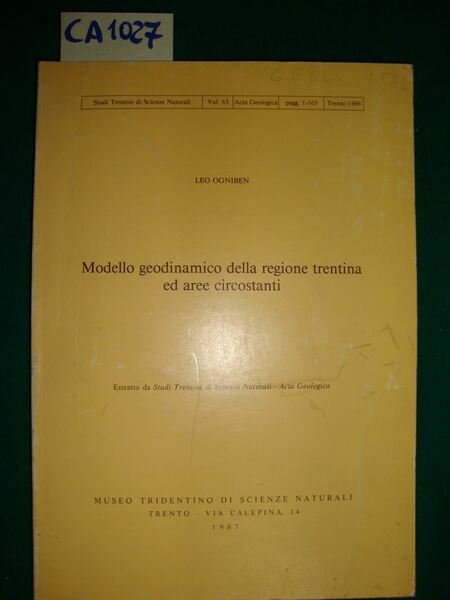 CA1027
Studi Trentini di Scienze Naturali Vol. 63 Acta Geologica pagg. 1-165 Trento 1986
LEO OGNIBEN
Modello geodinamico della regione trentina
ed aree circostanti
Estratto da Studi Trentini di Scienze Naturali - Acta Geologica
MUSEO TRIDENTINO DI SCIENZE NATURALI
TRENTO - VIA CALEPINA, 14
1987